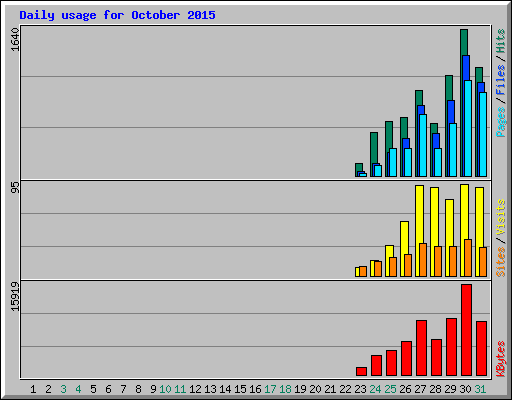 Daily usage for October 2015
1640
Pages / Files / Hits
95
Sites / Visits
15919
KBytes
1 2 3 4 5 6 7 8 9 10 11 12 13 14 15 16 17 18 19 20 21 22 23 24 25 26 27 28 29 30 31